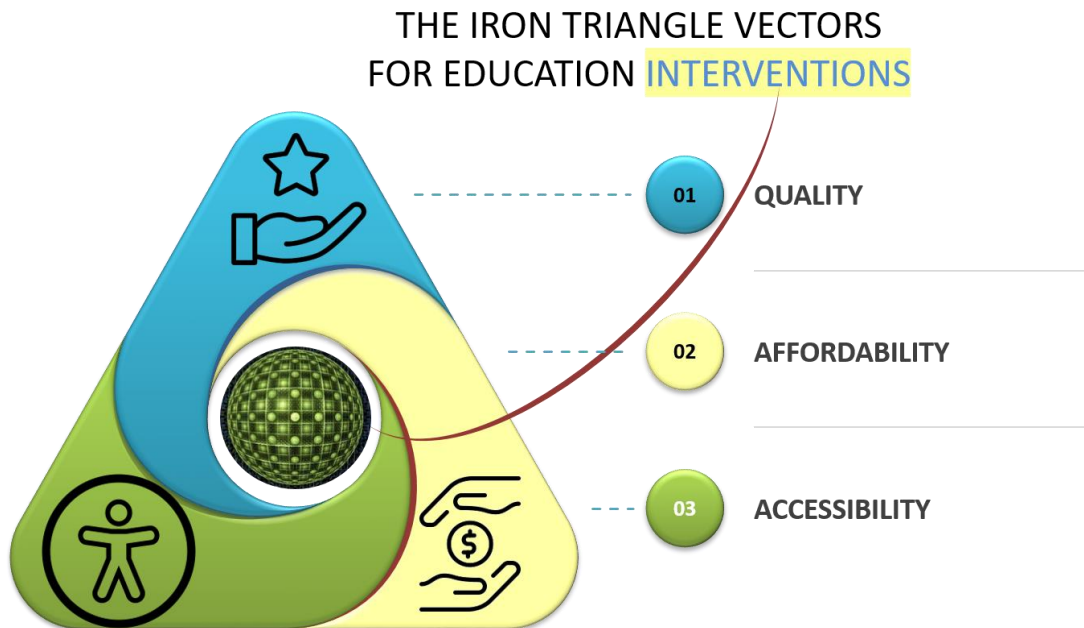 THE IRON TRIANGLE VECTORS
FOR EDUCATION INTERVENTIONS
01 QUALITY
02 AFFORDABILITY
03 ACCESSIBILITY
$